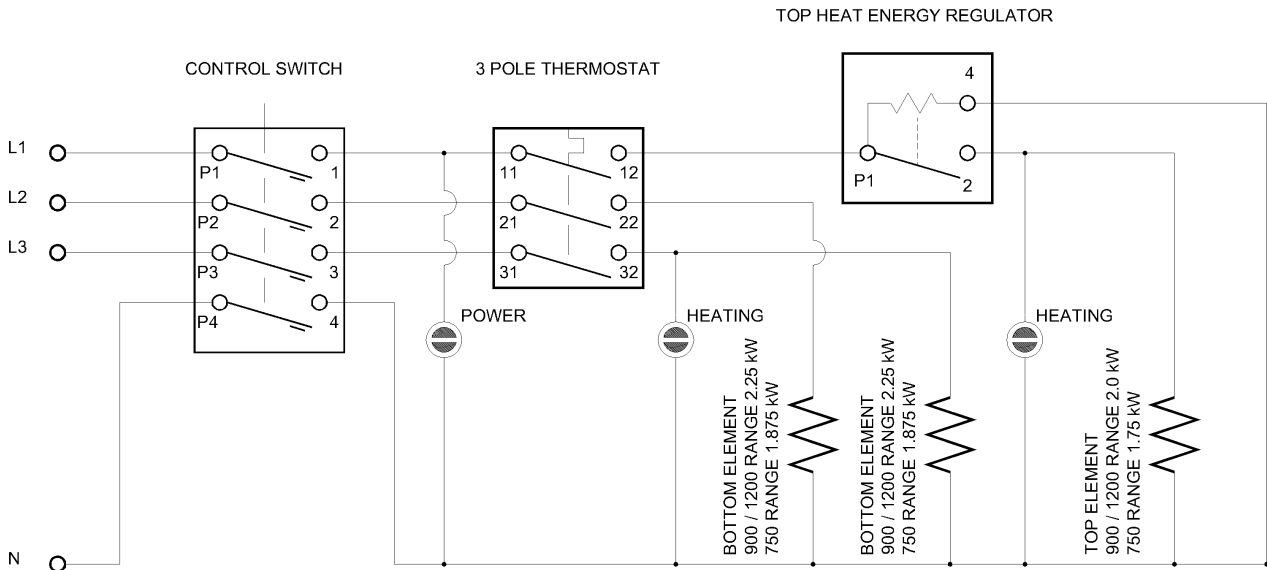 TOP HEAT ENERGY REGULATOR
CONTROL SWITCH
3 POLE THERMOSTAT
4
L1
P1
1
11
12
P1
2
L2
P2
2
21
22
L3
P3
3
31
32
P4
4
POWER
HEATING
HEATING
BOTTOM ELEMENT
900 / 1200 RANGE 2.25 kW
750 RANGE 1.875 kW
BOTTOM ELEMENT
900 / 1200 RANGE 2.25 kW
750 RANGE 1.875 kW
TOP ELEMENT
900 / 1200 RANGE 2.0 kW
750 RANGE 1.75 kW
N